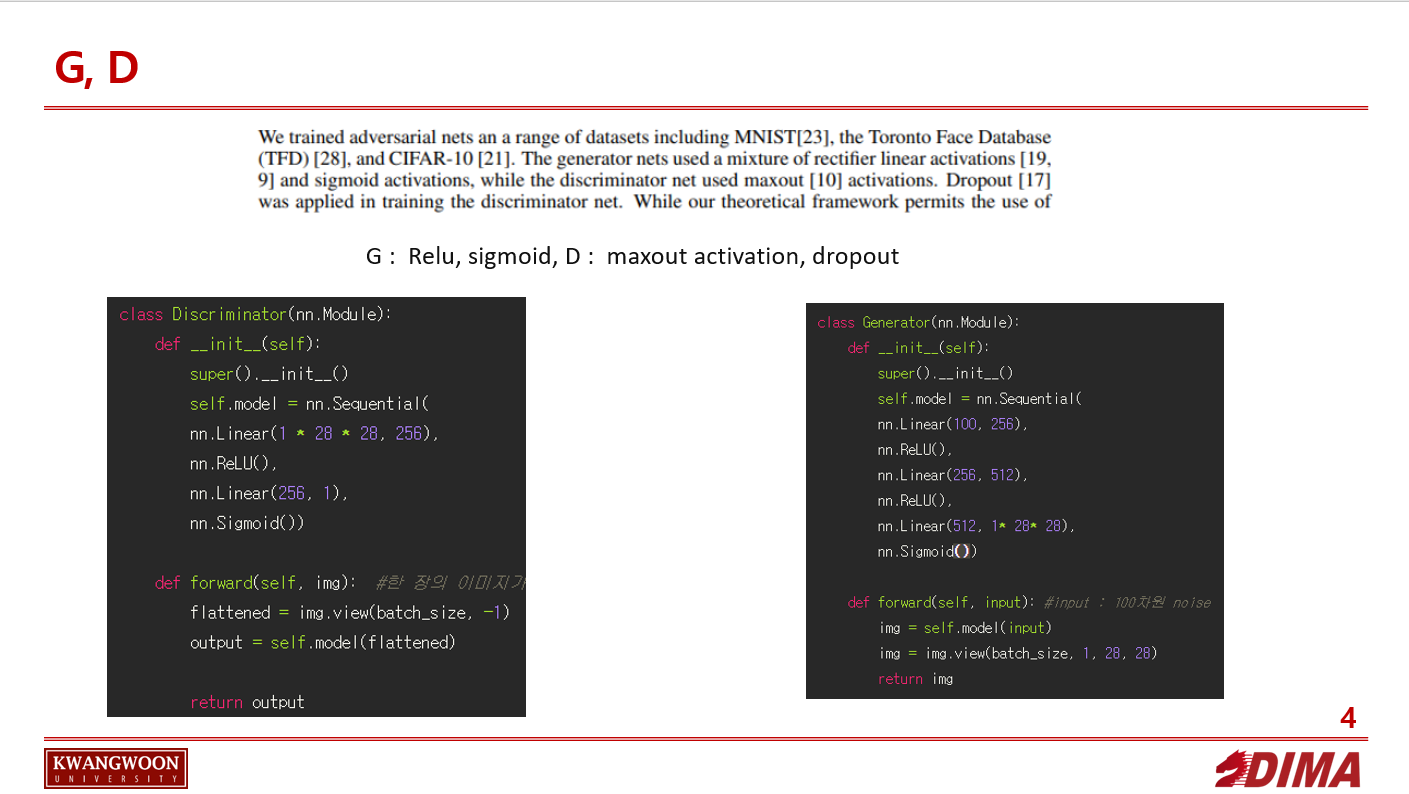 G, D
We trained adversarial nets an a range of datasets including MNIST[23], the Toronto Face Database
(TFD) [28], and CIFAR-10 [21]. The generator nets used a mixture of rectifier linear activations [19,
9] and sigmoid activations, while the discriminator net used maxout [10] activations. Dropout [17]
was applied in training the discriminator net. While our theoretical framework permits the use of
G : Relu, sigmoid, D : maxout activation, dropout
class Discriminator(nn.Module):
def __init__(self):
super().__init__()
self.model = nn.Sequential(
nn.Linear(1 * 28 * 28, 256),
nn.ReLU(),
nn.Linear(256, 1),
nn.Sigmoid())
def forward(self, img): #한 장의 이미지가
flattened = img.view(batch_size, -1)
output = self.model(flattened)
return output
class Generator(nn.Module):
def __init__(self):
super().__init__()
self.model = nn.Sequential(
nn.Linear(100, 256),
nn.ReLU(),
nn.Linear(256, 512),
nn.ReLU(),
nn.Linear(512, 1* 28* 28),
nn.Sigmoid())
def forward(self, input): #input : 100차원 noise
img = self.model(input)
img = img.view(batch_size, 1, 28, 28)
return img
4
KWANGWOON
UNIVERSITY
DIMA